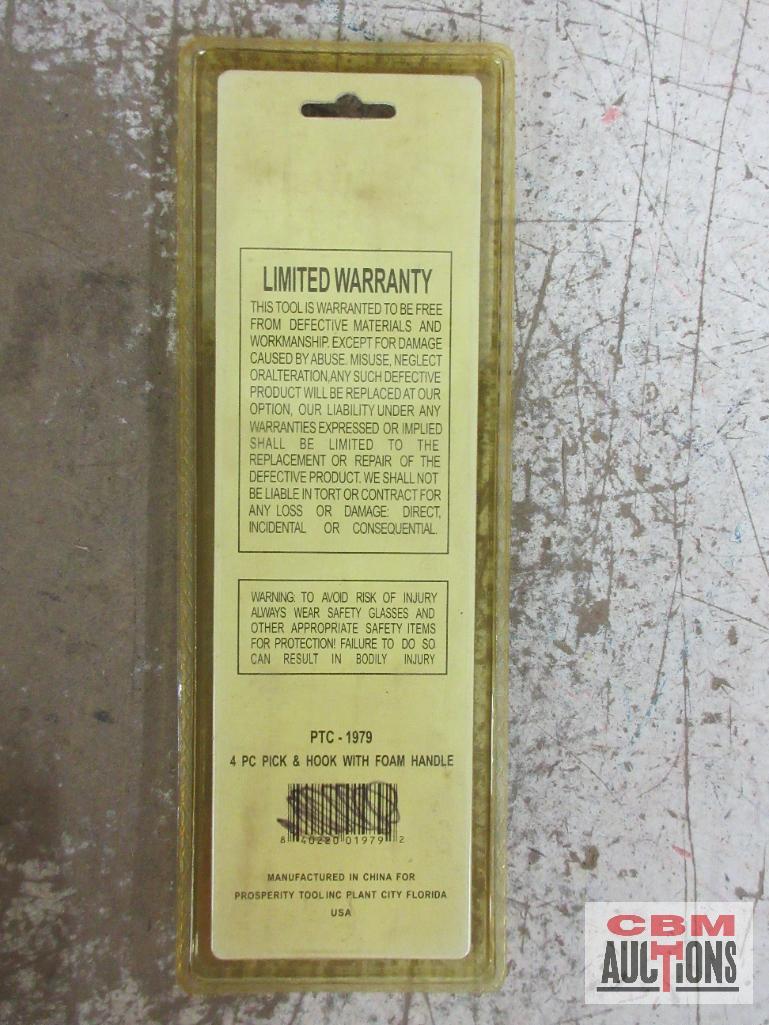 LIMITED WARRANTY
THIS TOOL IS WARRANTED TO BE FREE
FROM DEFECTIVE MATERIALS AND
WORKMANSHIP. EXCEPT FOR DAMAGE
CAUSED BY ABUSE. MISUSE, NEGLECT
ORALTERATION,ANY SUCH DEFECTIVE
PRODUCT WILL BE REPLACED AT OUR
OPTION, OUR LIABILITY UNDER ANY
WARRANTIES EXPRESSED OR IMPLIED
SHALL BE LIMITED TO THE
REPLACEMENT OR REPAIR OF THE
DEFECTIVE PRODUCT. WE SHALL NOT
BE LIABLE IN TORT OR CONTRACT FOR
ANY LOSS OR DAMAGE: DIRECT,
INCIDENTAL OR CONSEQUENTIAL.
WARNING: TO AVOID RISK OF INJURY
ALWAYS WEAR SAFETY GLASSES AND
OTHER APPROPRIATE SAFETY ITEMS
FOR PROTECTION! FAILURE TO DO SO
CAN RESULT IN BODILY INJURY
PTC - 1979
4 PC PICK & HOOK WITH FOAM HANDLE
8 40220 01979 2
MANUFACTURED IN CHINA FOR
PROSPERITY TOOLINC PLANT CITY FLORIDA
USA
CBM
AUCTIONS